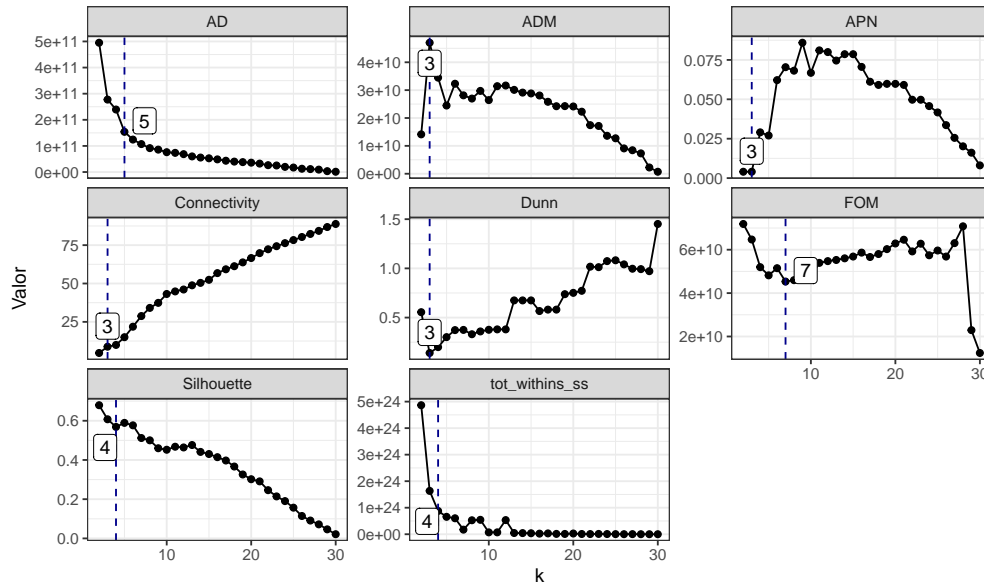 AD
ADM
APN
5e+11
4e+11
3e+11
2e+11
1e+11
0e+00
5
4e+10
3e+10
2e+10
1e+10
0e+00
3
0.075
0.050
0.025
0.000
3
Connectivity
Dunn
FOM
75
50
25
3
1.5
1.0
0.5
3
6e+10
4e+10
2e+10
7
10
20
30
Silhouette
tot_withins_ss
0.6
0.4
0.2
0.0
4
10
20
30
5e+24
4e+24
2e+24
2e+24
1e+24
0e+00
4
10
20
30
Valor
k